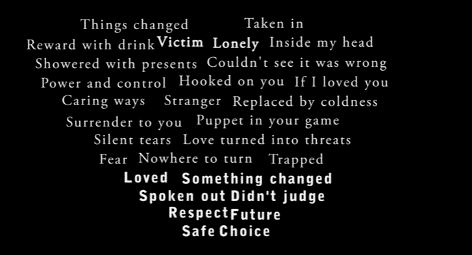 Things changed Taken in
Reward with drink Victim Lonely Inside my head
Showered with presents Couldn't see it was wrong
Power and control Hooked on you If I loved you
Caring ways Stranger Replaced by coldness
Surrender to you Puppet in your game
Silent tears Love turned into threats
Fear Nowhere to turn Trapped
Loved Something changed
Spoken out Didn't judge
Respect Future
Safe Choice